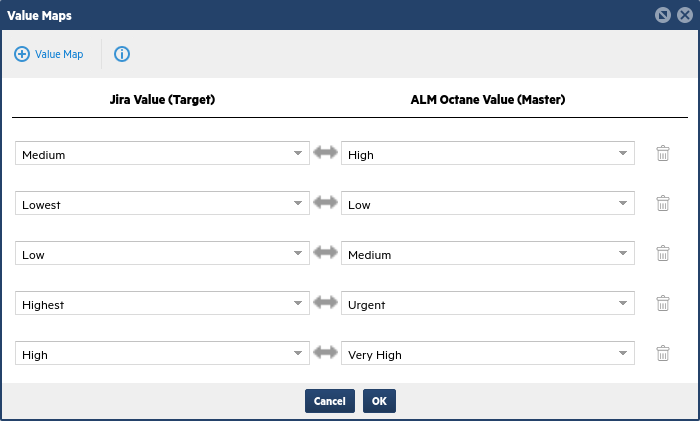 Value Maps
Value Map
Jira Value (Target) ALM Octane Value (Master)
Medium High
Lowest Low
Low Medium
Highest Urgent
High Very High
Cancel OK